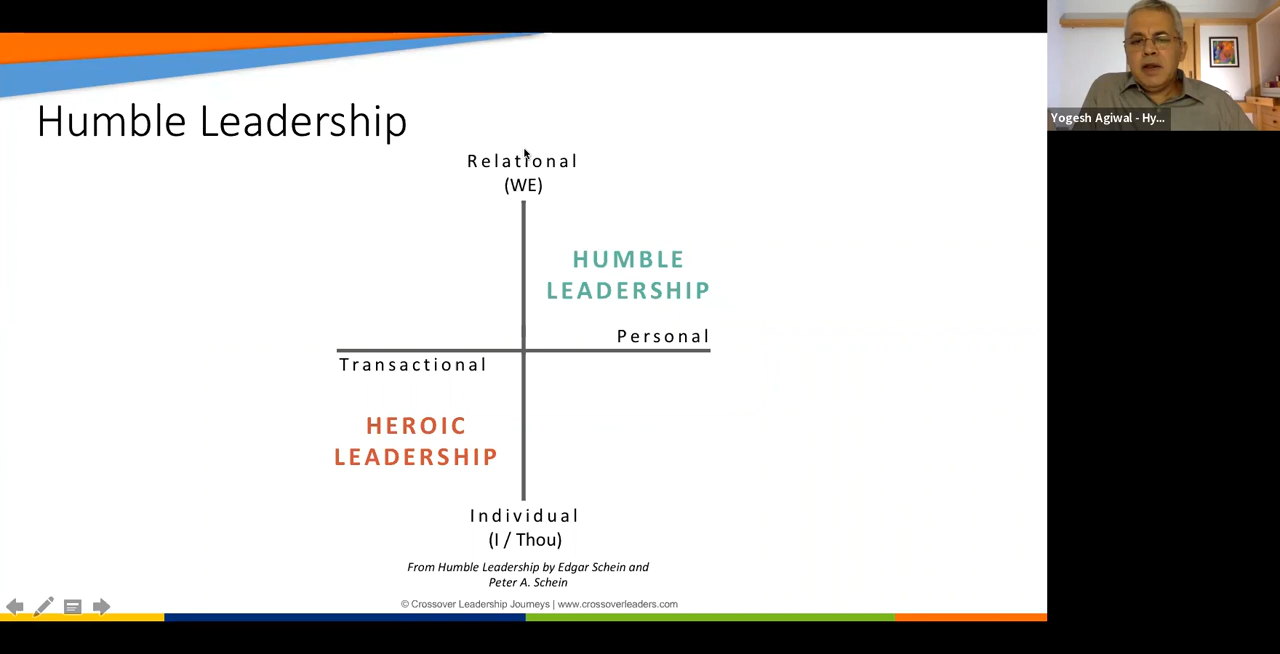 Humble Leadership
Relational
(WE)
HUMBLE
LEADERSHIP
Personal
Transactional
HEROIC
LEADERSHIP
Individual
(I / Thou)
From Humble Leadership by Edgar Schein and
Peter A. Schein
© Crossover Leadership Journeys | www.crossoverleaders.com
Yogesh Agiwal - Hy...